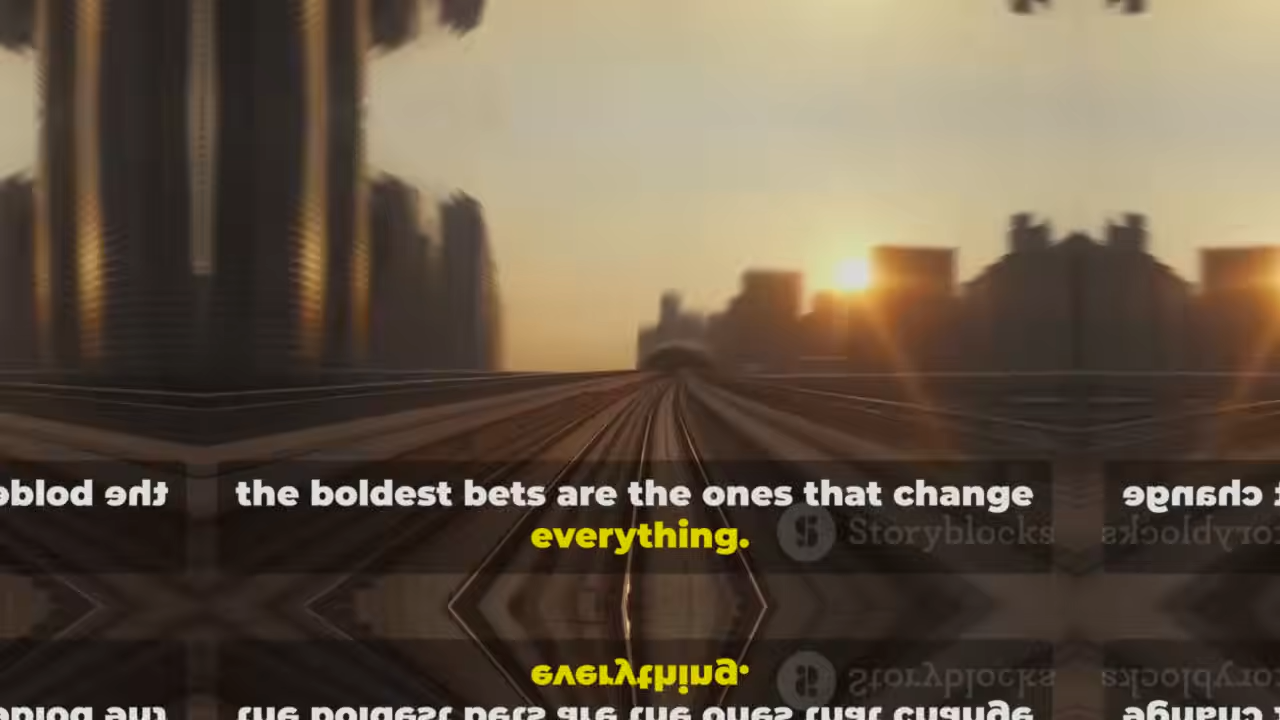 the boldest bets are the ones that change
everything.
Storyblocks